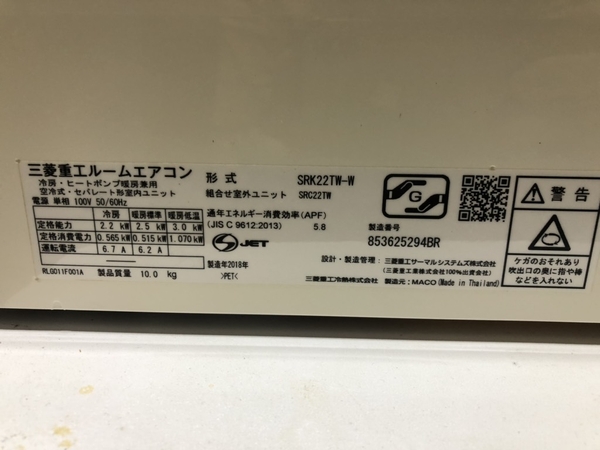 三菱重工ルームエアコン
冷房・ヒートポンプ暖房兼用
空冷式・セパレート形室内ユニット
電源 単相 100V 50/60Hz
冷房 暖房標準 暖房低温
定格能力 2.2 kW 2.5 kW 3.0 kW
定格消費電力 0.565 kW 0.515 kW 1.070 kW
運転電流 6.7 A 6.2 A
RLG011F001A 製品質量 10.0 kg
形式 SRK22TW-W
組合せ室外ユニット SRC22TW
通年エネルギー消費効率(APF)
(JIS C 9612:2013) 5.8
JET
製造年2018年
>PET<
G
製造番号
853625294BR
設計・製造管理: 三菱重工サーマルシステムズ株式会社
(三菱重工業株式会社100%出資会社)
三菱重工冷熱株式会社 製造元: MACO (Made in Thailand)
警告
ケガのおそれあり
吹出口の奥に指や棒
などを入れない